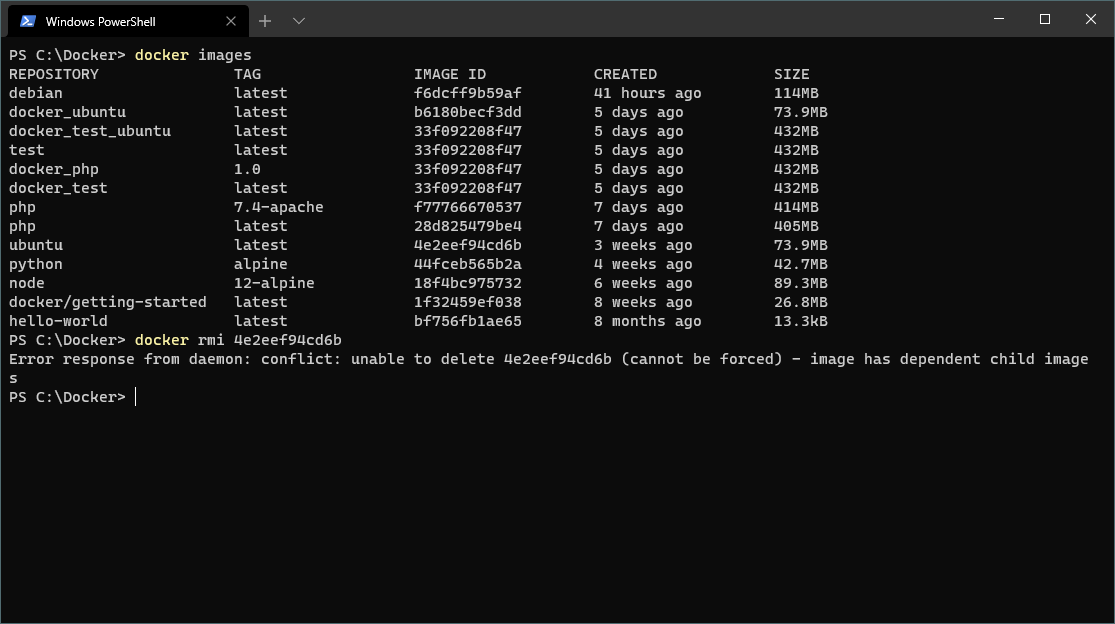 Windows PowerShell
PS C:\Docker> docker images
REPOSITORY TAG IMAGE ID CREATED SIZE
debian latest f6dcff9b59af 41 hours ago 114MB
docker_ubuntu latest b6180becf3dd 5 days ago 73.9MB
docker_test_ubuntu latest 33f092208f47 5 days ago 432MB
test latest 33f092208f47 5 days ago 432MB
docker_php 1.0 33f092208f47 5 days ago 432MB
docker_test latest 33f092208f47 5 days ago 432MB
php 7.4-apache f77766670537 7 days ago 414MB
php latest 28d825479be4 7 days ago 405MB
ubuntu latest 4e2eef94cd6b 3 weeks ago 73.9MB
python alpine 44fceb565b2a 4 weeks ago 42.7MB
node 12-alpine 18f4bc975732 6 weeks ago 89.3MB
docker/getting-started latest 1f32459ef038 8 weeks ago 26.8MB
hello-world latest bf756fb1ae65 8 months ago 13.3kB
PS C:\Docker> docker rmi 4e2eef94cd6b
Error response from daemon: conflict: unable to delete 4e2eef94cd6b (cannot be forced) - image has dependent child image
s
PS C:\Docker>